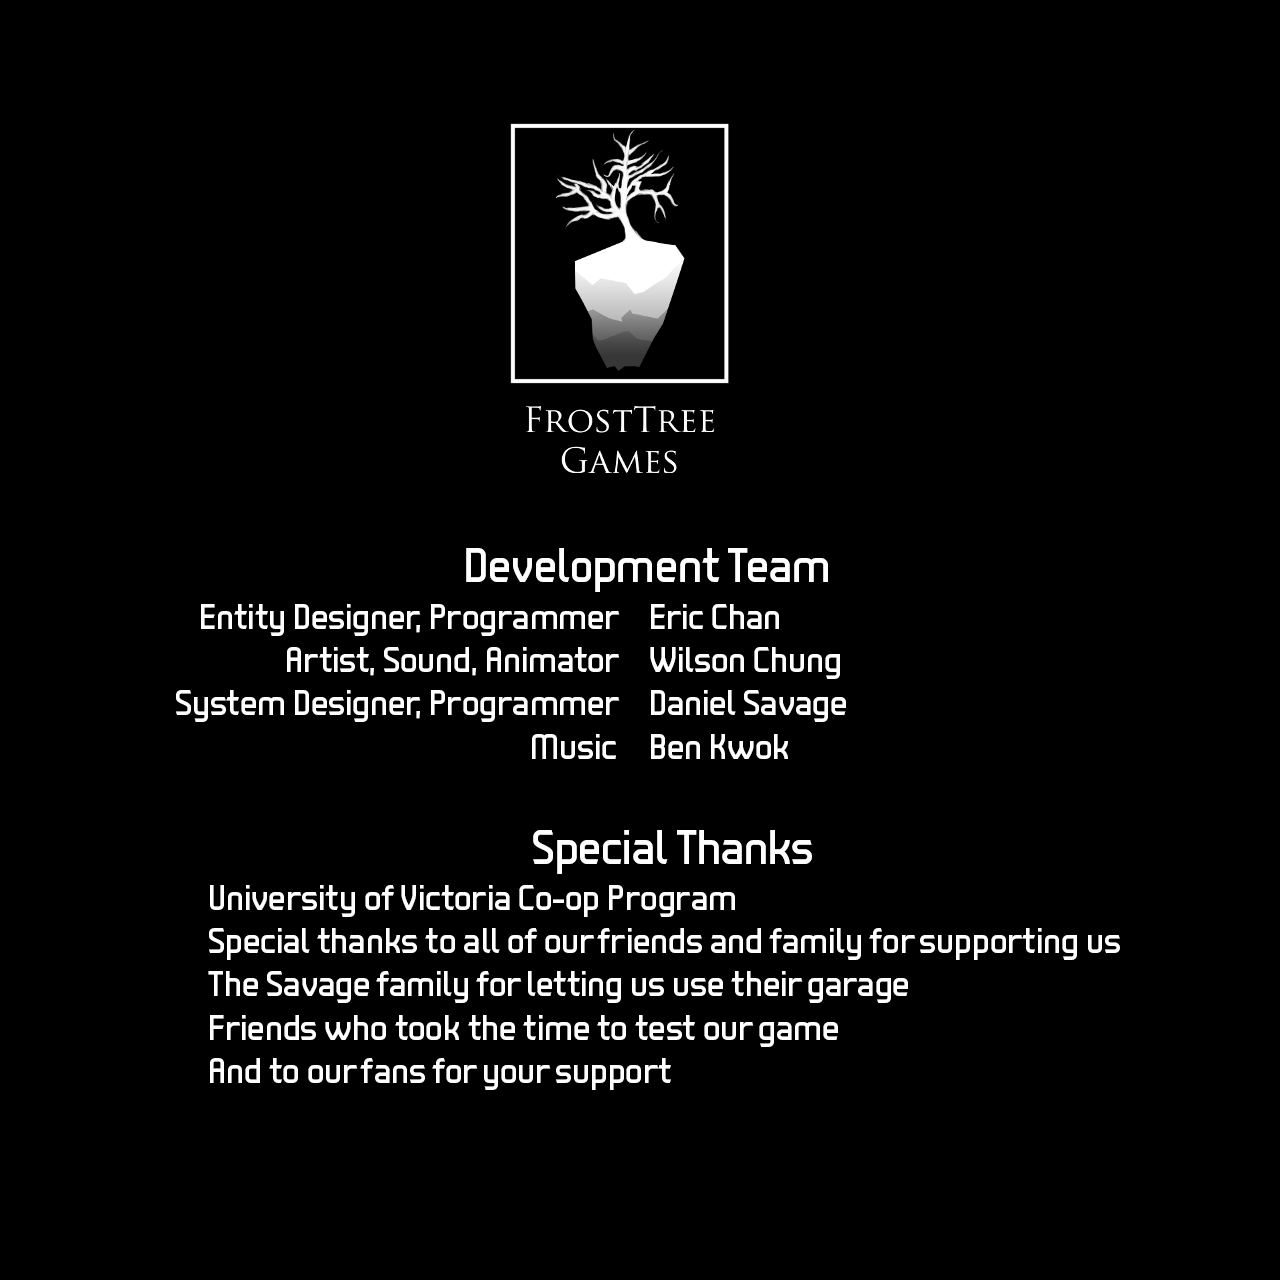 FrostTree
Games
Development Team
Entity Designer, Programmer Eric Chan
Artist, Sound, Animator Wilson Chung
System Designer, Programmer Daniel Savage
Music Ben Kwok
Special Thanks
University of Victoria Co-op Program
Special thanks to all of our friends and family for supporting us
The Savage family for letting us use their garage
Friends who took the time to test our game
And to our fans for your support